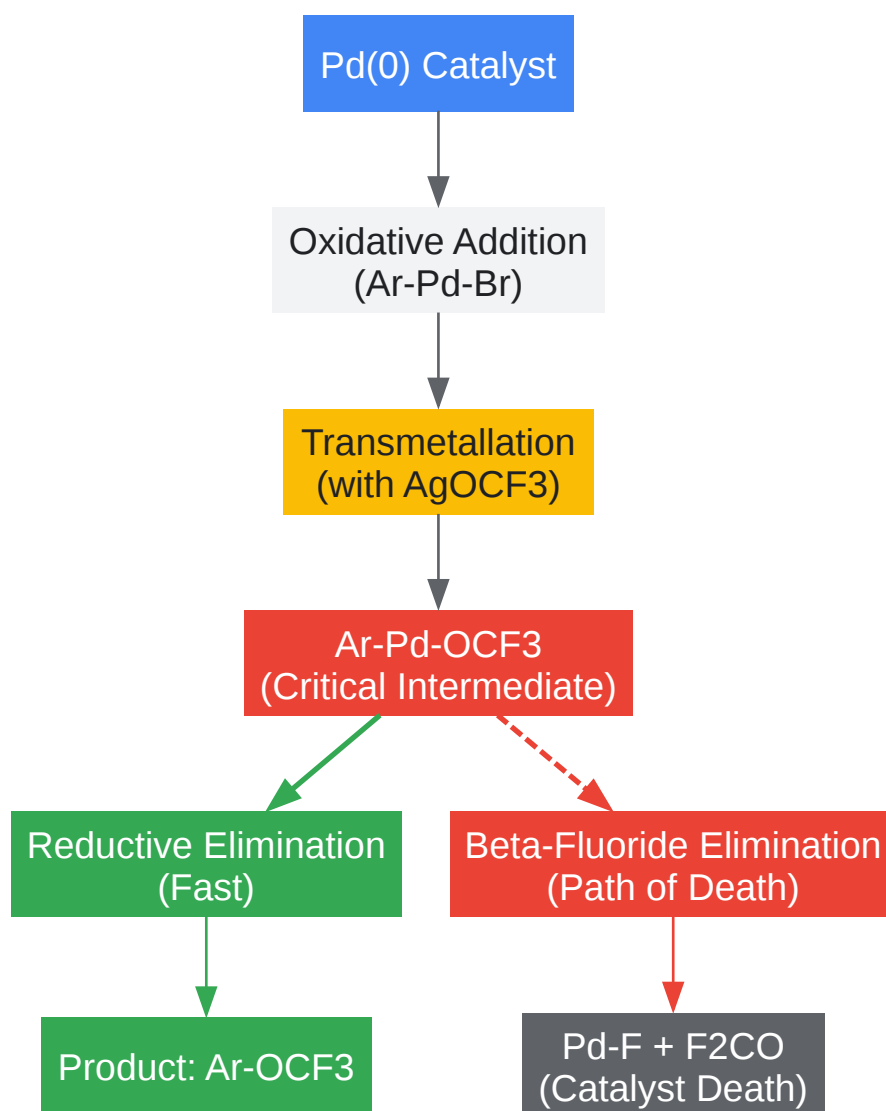 Pd(0) Catalyst
Oxidative Addition
(Ar-Pd-Br)
Transmetallation
(with AgOCF3)
Ar-Pd-OCF3
(Critical Intermediate)
Reductive Elimination
(Fast)
Beta-Fluoride Elimination
(Path of Death)
Product: Ar-OCF3
Pd-F + F2CO
(Catalyst Death)